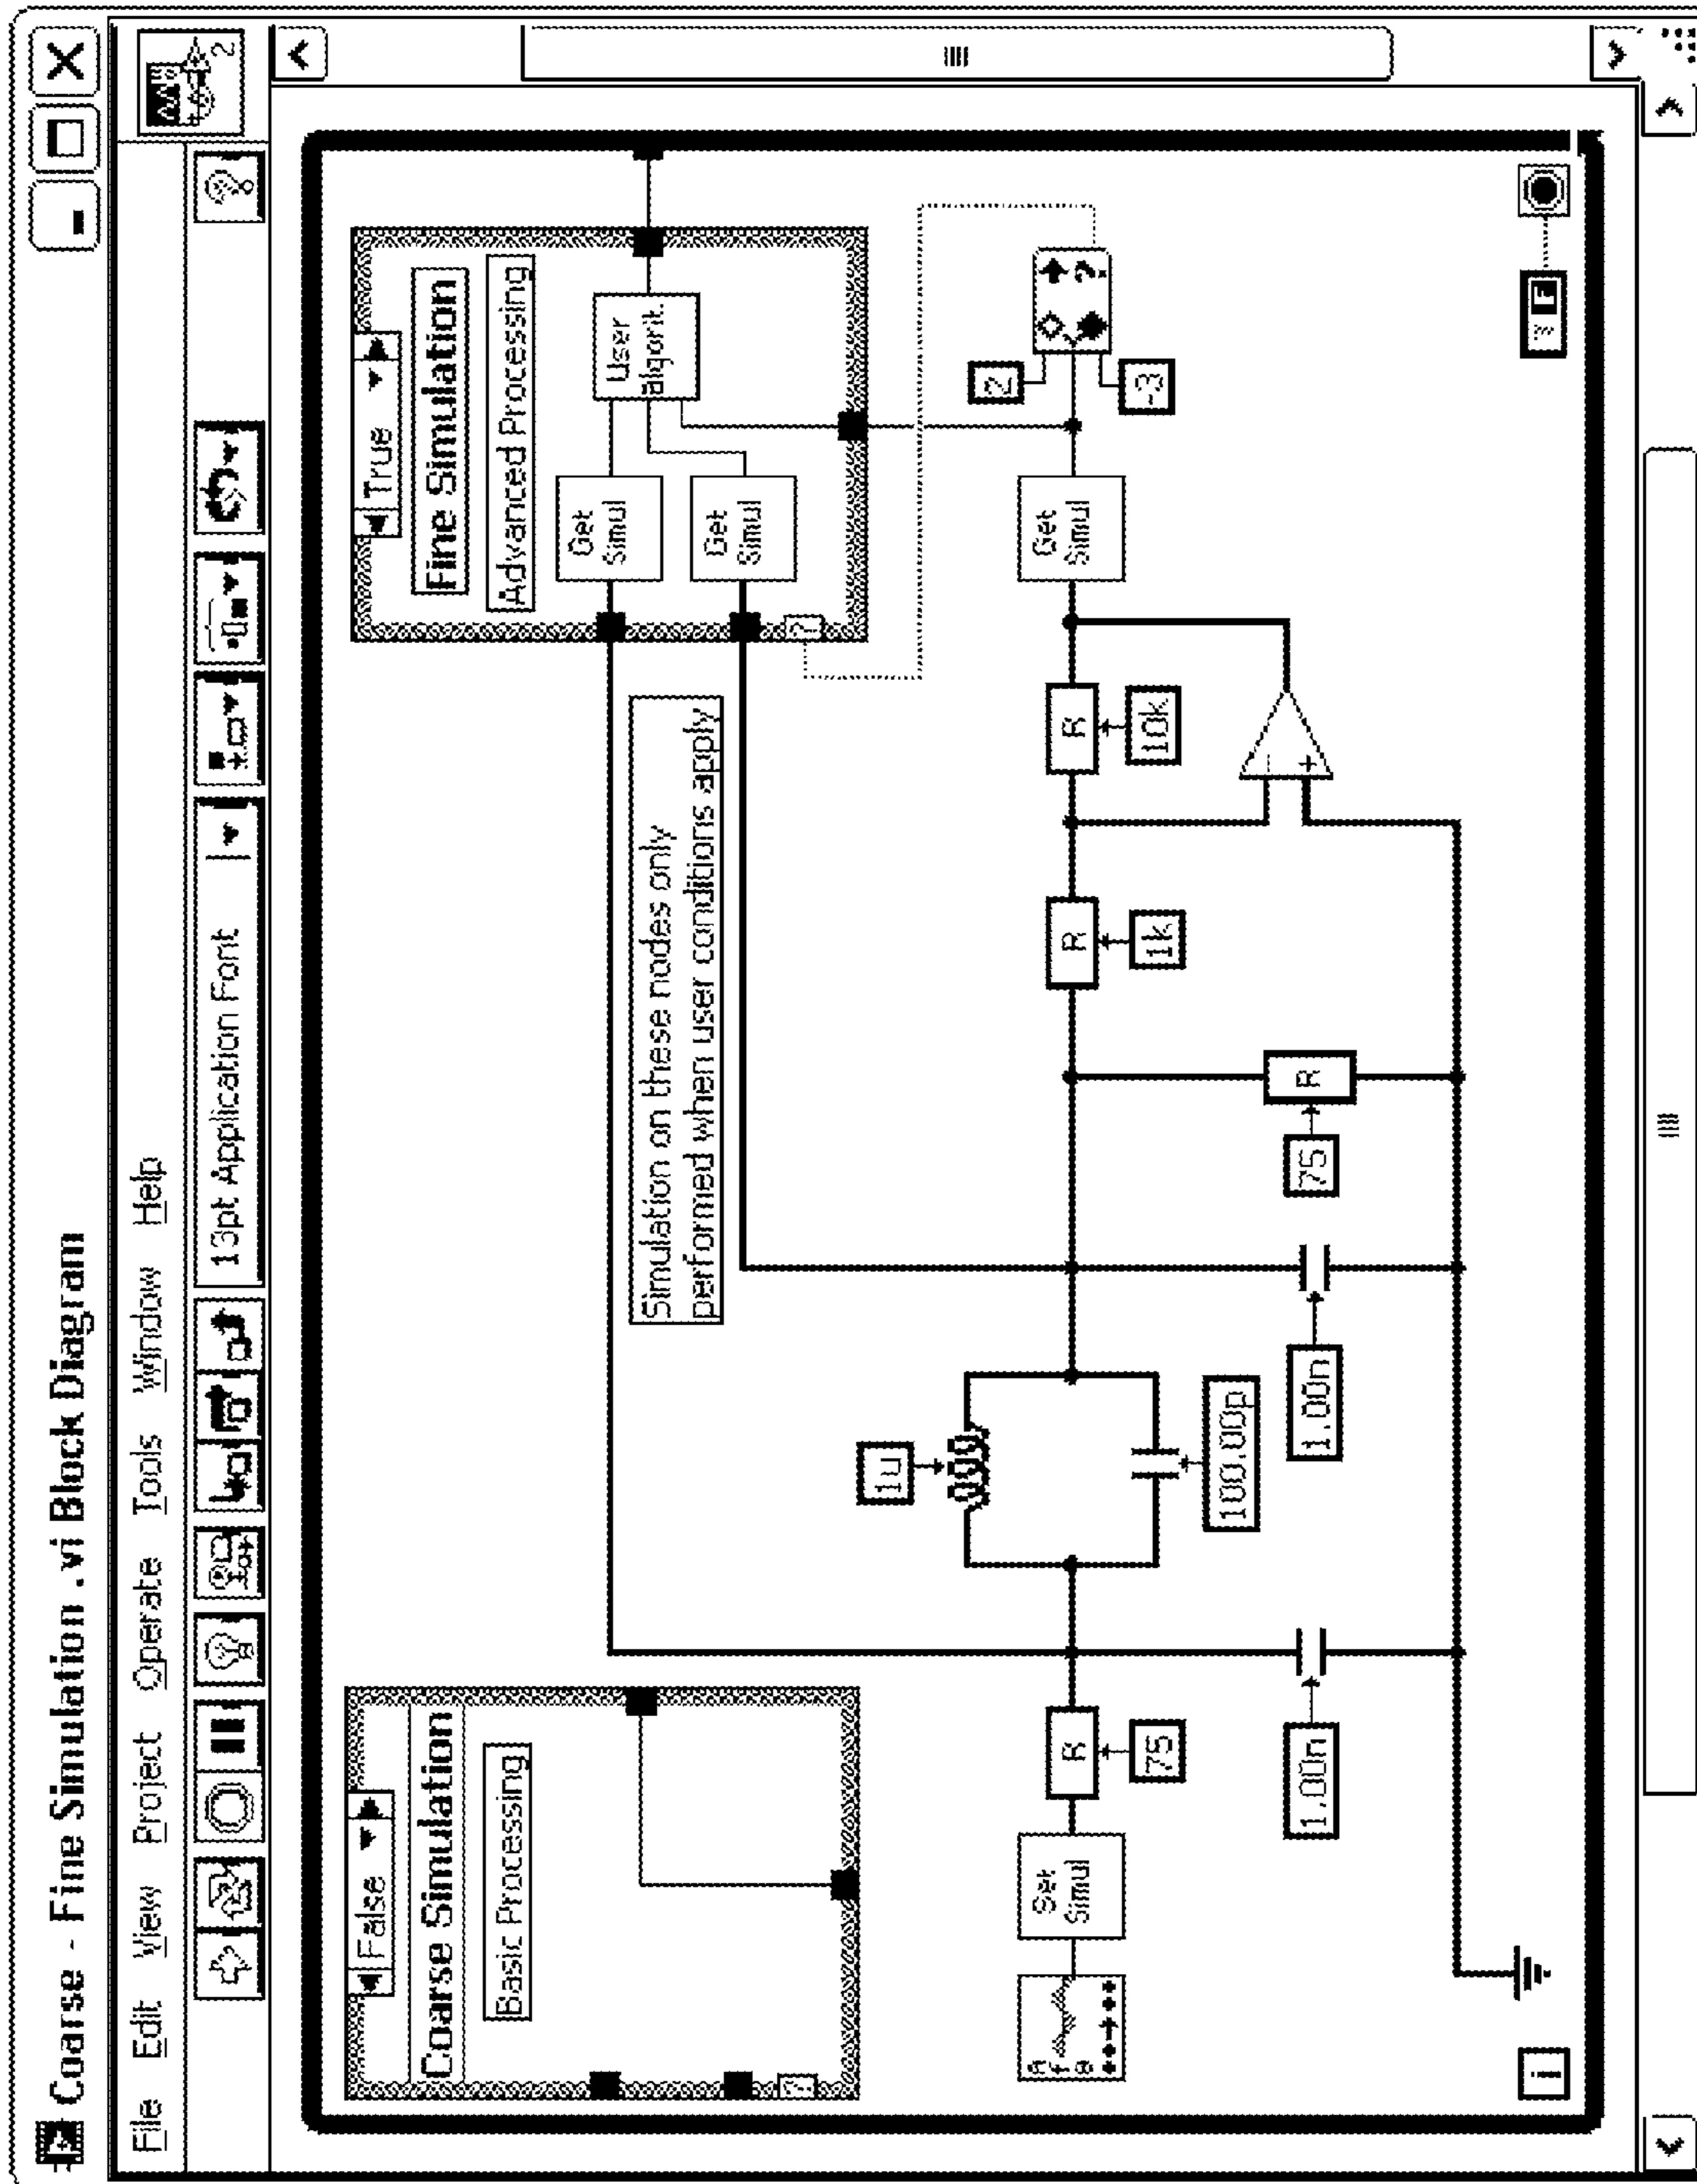 Coarse - Fine Simulation .vi Block Diagram
File Edit View Project Operate Tools Window Help
13pt Application Font
2
False
Coarse Simulation
Basic Processing
?
True
Fine Simulation
Advanced Processing
Get
Simul
Get
Simul
User
algorit.
?
Simulation on these nodes only
performed when user conditions apply
Set
Simul
R
75
1.00n
1u
100.00p
1.00n
75
R
R
1k
R
10k
-
+
Get
Simul
2
-3
?
i